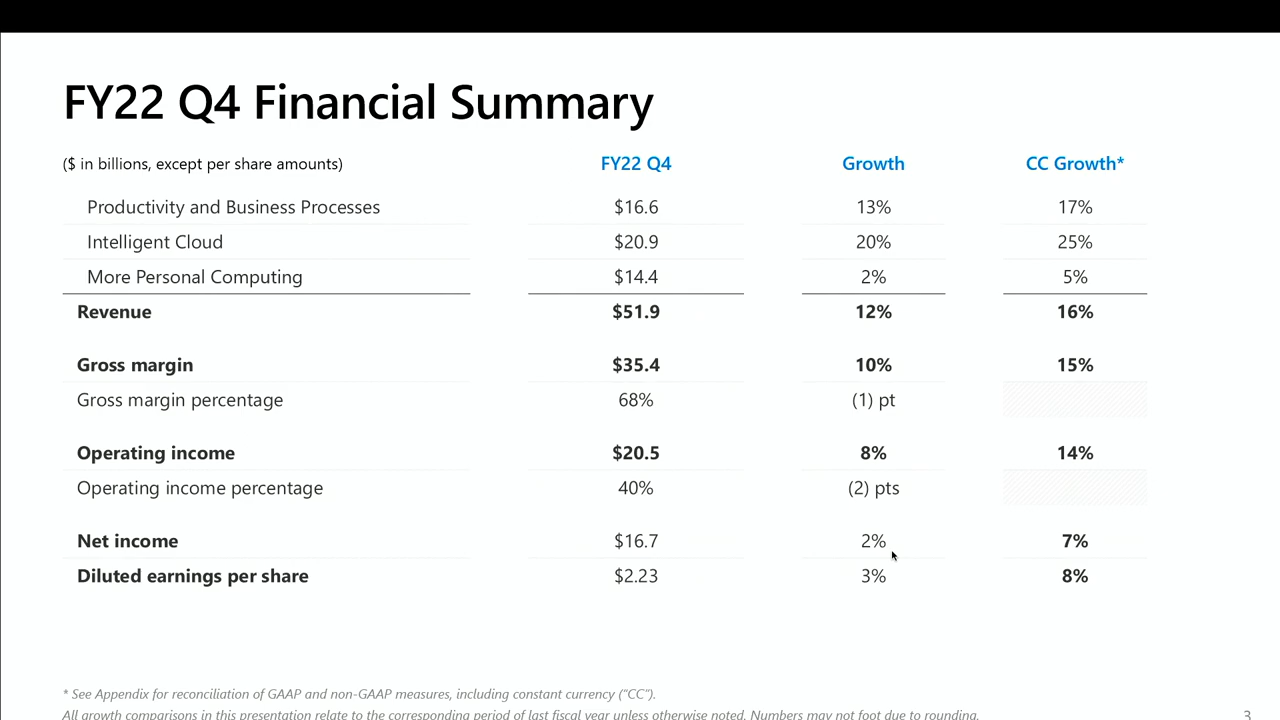 FY22 Q4 Financial Summary
($ in billions, except per share amounts) FY22 Q4 Growth CC Growth*
Productivity and Business Processes $16.6 13% 17%
Intelligent Cloud $20.9 20% 25%
More Personal Computing $14.4 2% 5%
Revenue $51.9 12% 16%
Gross margin $35.4 10% 15%
Gross margin percentage 68% (1) pt
Operating income $20.5 8% 14%
Operating income percentage 40% (2) pts
Net income $16.7 2% 7%
Diluted earnings per share $2.23 3% 8%
* See Appendix for reconciliation of GAAP and non-GAAP measures, including constant currency ("CC").
All growth comparisons in this presentation relate to the corresponding period of last fiscal year unless otherwise noted. Numbers may not foot due to rounding. 3